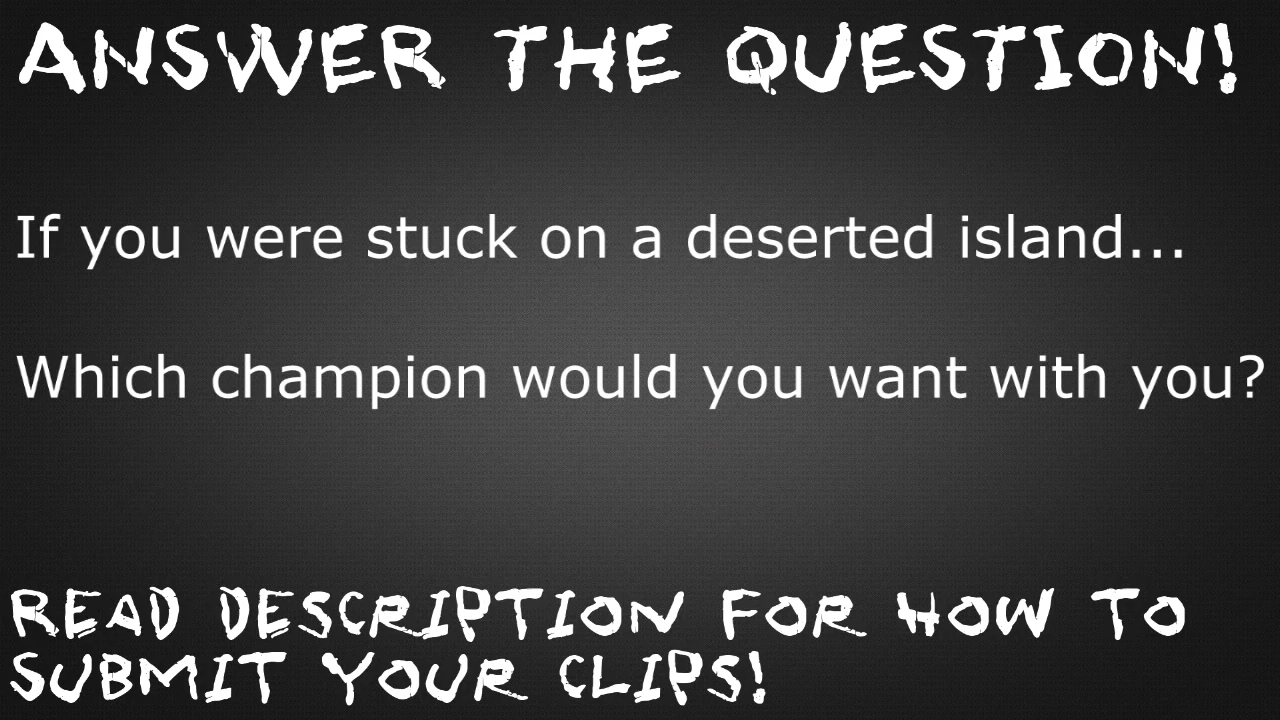 ANSWER THE QUESTION!
If you were stuck on a deserted island...
Which champion would you want with you?
READ DESCRIPTION FOR HOW TO
SUBMIT YOUR CLIPS!